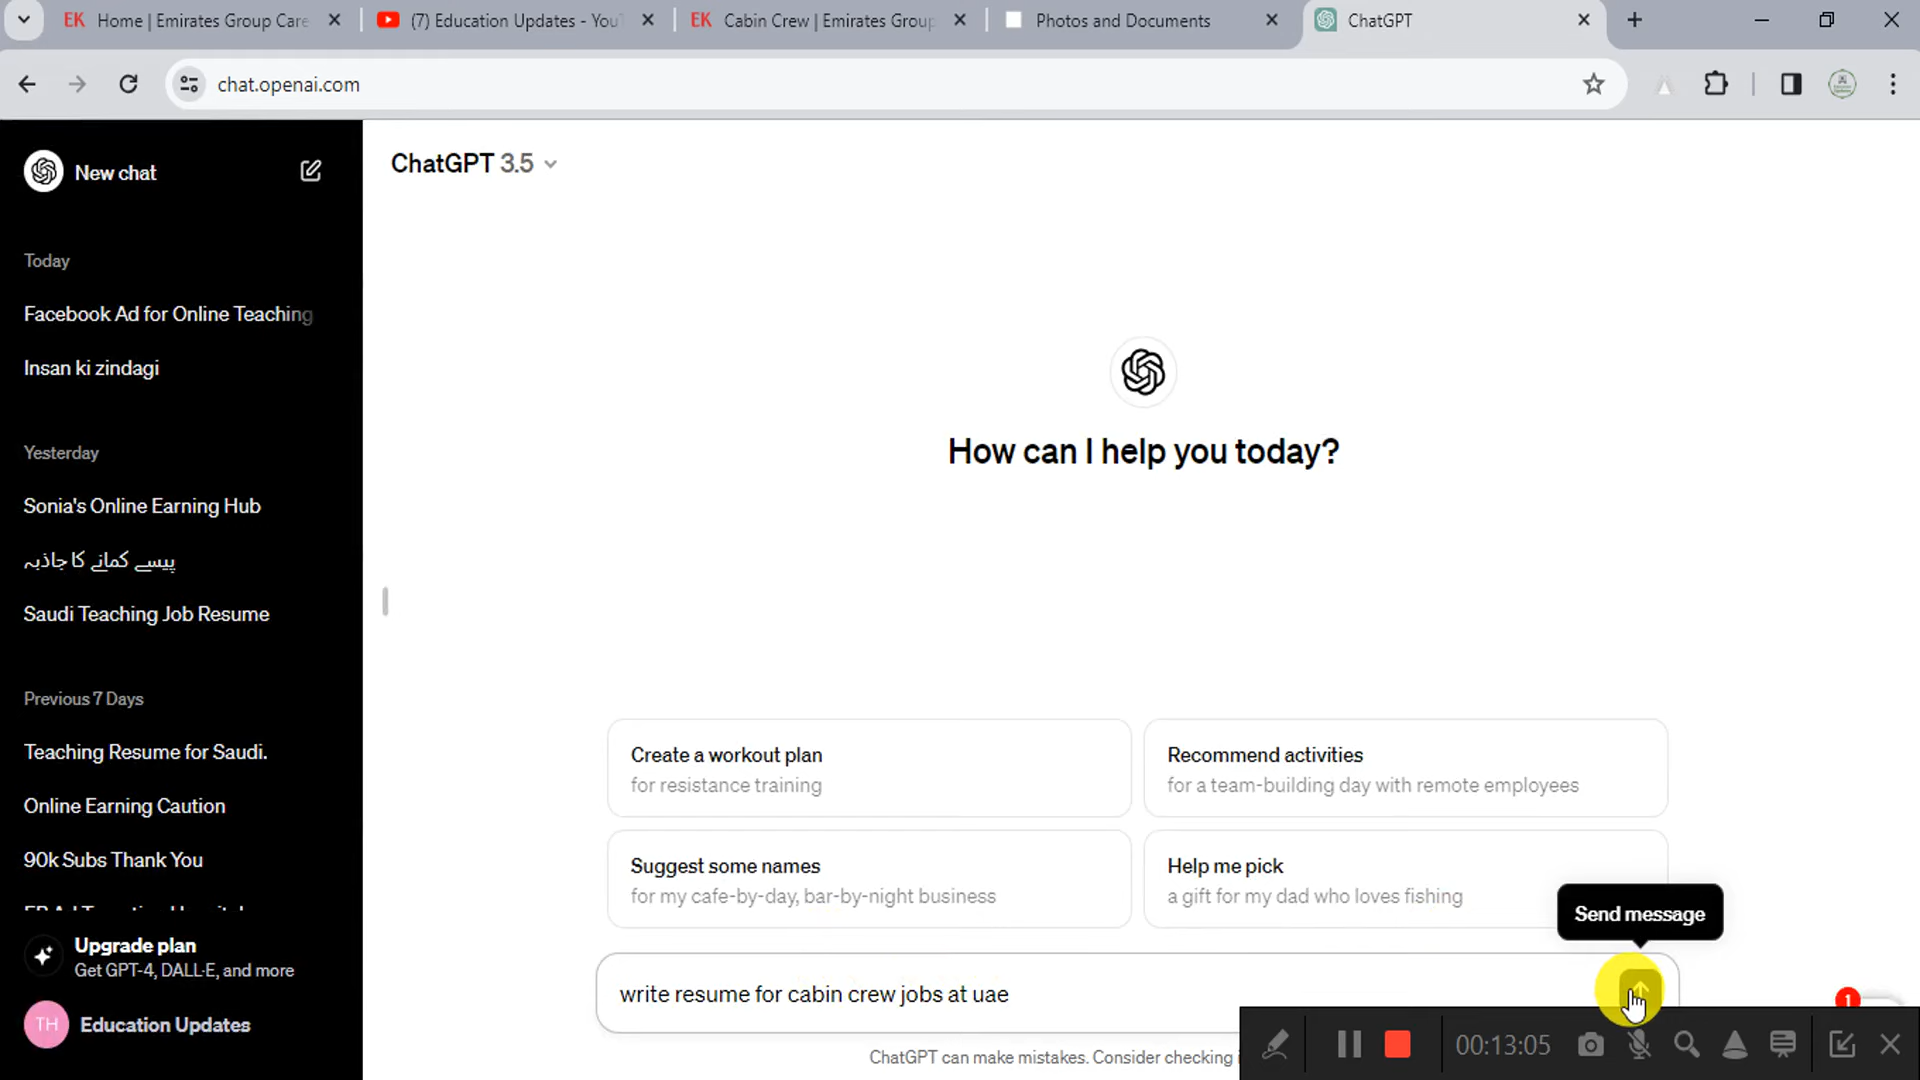 EK Home | Emirates Group Care
(7) Education Updates - YouT
EK Cabin Crew | Emirates Group
Photos and Documents
ChatGPT
chat.openai.com
New chat
ChatGPT 3.5
Today
Facebook Ad for Online Teaching
Insan ki zindagi
Yesterday
Sonia's Online Earning Hub
پیسے کمانے کا جاذبہ
Saudi Teaching Job Resume
Previous 7 Days
Teaching Resume for Saudi.
Online Earning Caution
90k Subs Thank You
Upgrade plan
Get GPT-4, DALL·E, and more
TH Education Updates
How can I help you today?
Create a workout plan
for resistance training
Recommend activities
for a team-building day with remote employees
Suggest some names
for my cafe-by-day, bar-by-night business
Help me pick
a gift for my dad who loves fishing
Send message
write resume for cabin crew jobs at uae
ChatGPT can make mistakes. Consider checking
1
00:13:05